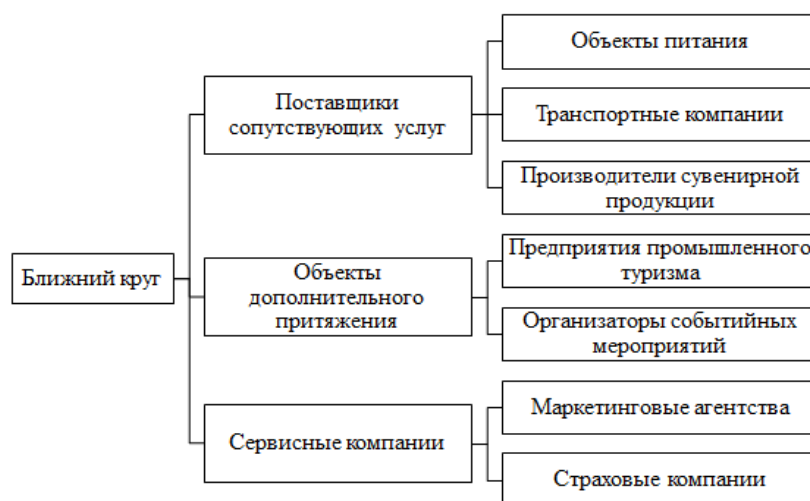 Ближний круг
Поставщики
сопутствующих услуг
Объекты питания
Транспортные компании
Производители сувенирной
продукции
Объекты
дополнительного
притяжения
Предприятия промышленного
туризма
Организаторы событийных
мероприятий
Сервисные компании
Маркетинговые агентства
Страховые компании